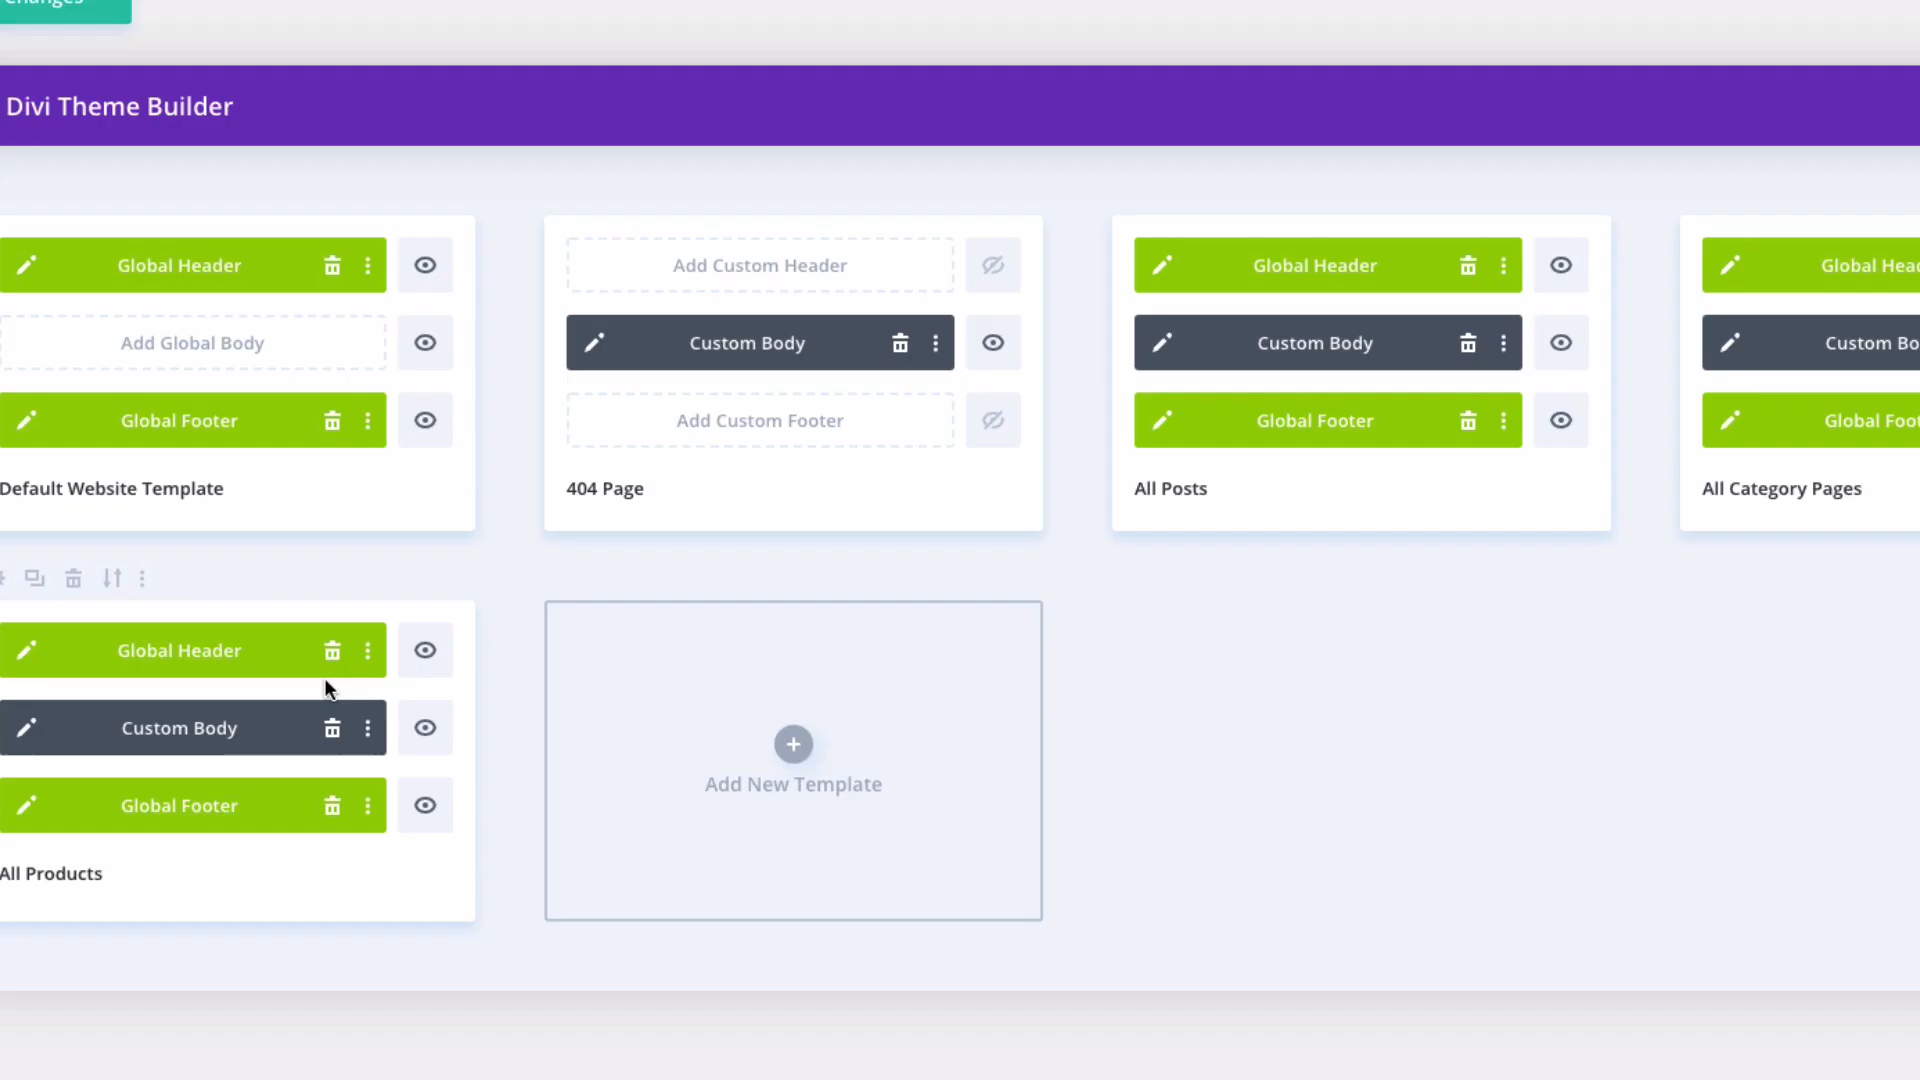 Changes
Divi Theme Builder
Global Header
Add Global Body
Global Footer
Default Website Template
Add Custom Header
Custom Body
Add Custom Footer
404 Page
Global Header
Custom Body
Global Footer
All Posts
Global Hea
Custom Bo
Global Foo
All Category Pages
Global Header
Custom Body
Global Footer
All Products
Add New Template